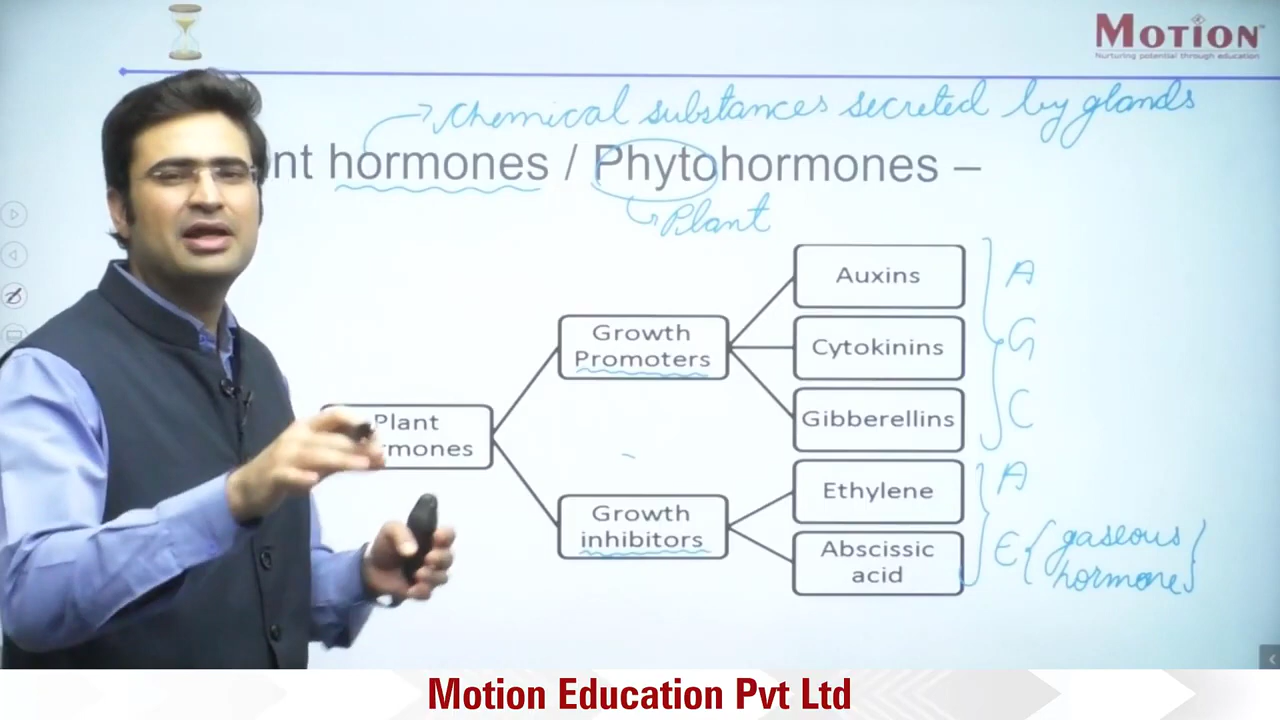 MOTION™
Nurturing potential through education
Chemical substances secreted by glands
nt hormones / Phytohormones –
Plant
Auxins
A
Growth
Promoters
Cytokinins
G
Gibberellins
C
Plant
rmones
Ethylene
A
Growth
inhibitors
Abscissic
acid
E { gaseous
hormone }
Motion Education Pvt Ltd